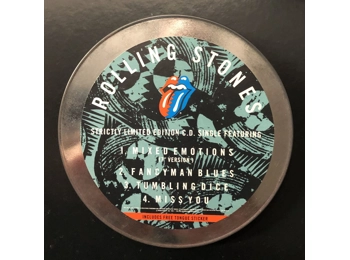 ROLLING STONES
STRICTLY LIMITED EDITION C.D. SINGLE FEATURING
1. MIXED EMOTIONS
(7" VERSION)
2. FANCYMAN BLUES
3. TUMBLING DICE
4. MISS YOU
INCLUDES FREE TONGUE STICKER